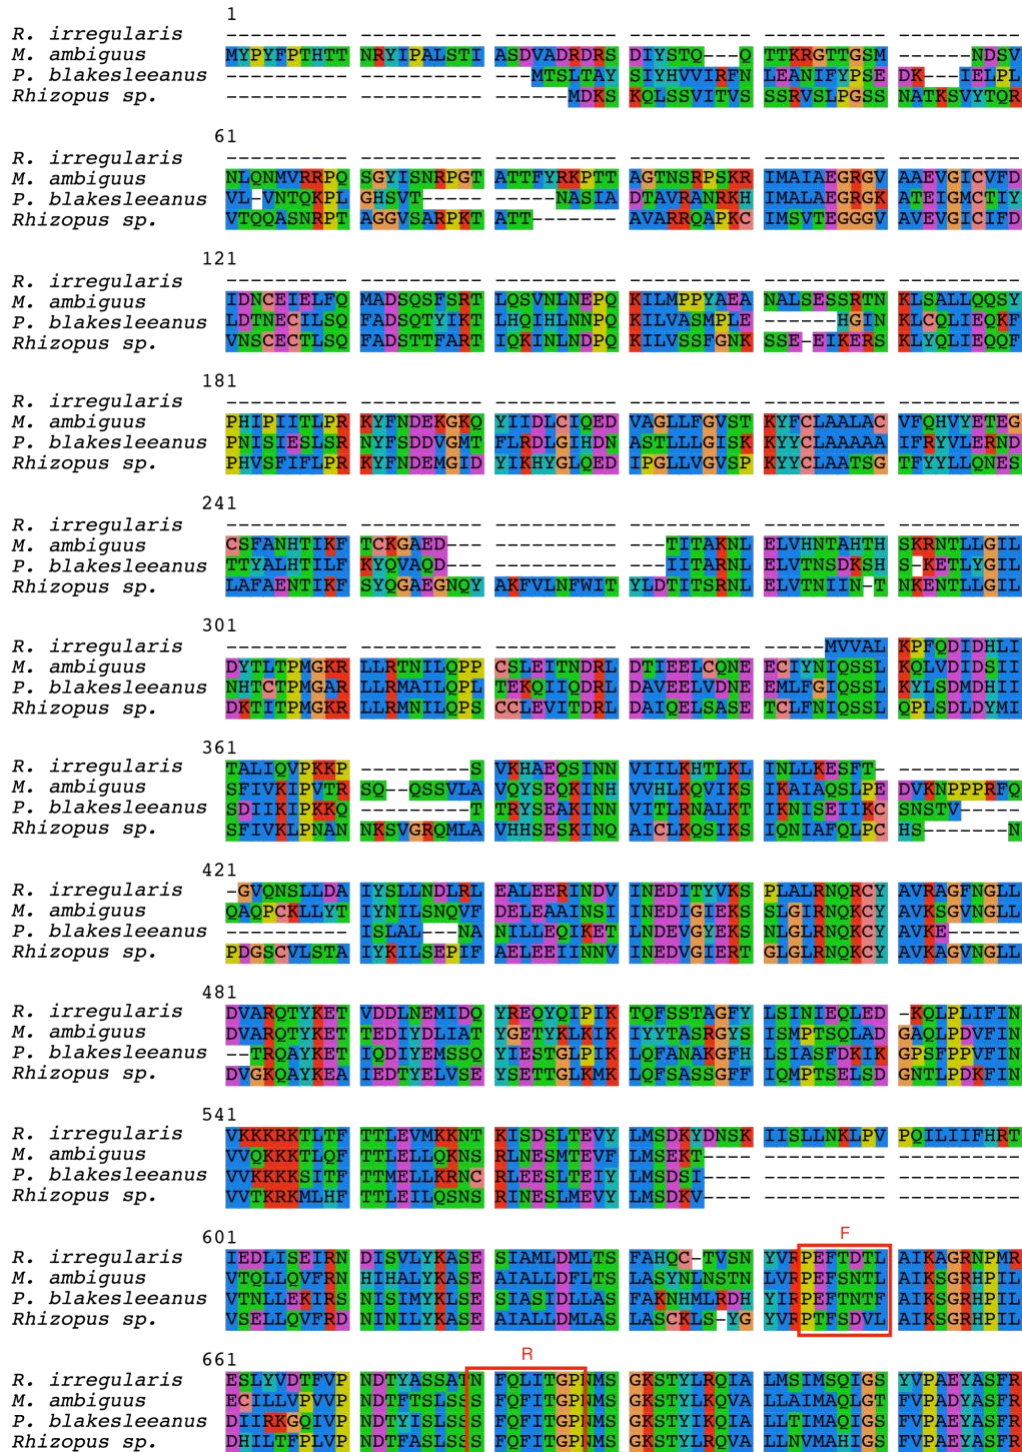 1
R. irregularis ---------- ---------- ---------- ---------- ---------- ----------
M. ambiguus MYPYFPTHTT NRYIPALSTI ASDVADRDRS DIYSTQ---Q TTKRGTTGSM ------NDSV
P. blakesleeanus ---------- ---------- ---MTSLTAY SIYHVVIRFN LEANIFYPSE DK---IELPL
Rhizopus sp. ---------- ---------- ------MDKS KQLSSVITVS SSRVSLPGSS NATKSVYTQR
61
R. irregularis ---------- ---------- ---------- ---------- ---------- ----------
M. ambiguus NLQNMVRRPQ SGYISNRPGT ATTFYRKPTT AGTNSRPSKR IMAIAEGRGV AAEVGICVFD
P. blakesleeanus VL-VNTQKPL GHSVT----- -----NASIA DTAVRANRKH IMALAEGRGK ATEIGMCTIY
Rhizopus sp. VTQQASNRPT AGGVSARPKT ATT------- AVARRQAPKC IMSVTEGGGV AVEVGICIFD
121
R. irregularis ---------- ---------- ---------- ---------- ---------- ----------
M. ambiguus IDNCEIELFQ MADSQSFSRT LQSVNLNEPQ KILMPPYAEA NALSESSRTN KLSALLQQSY
P. blakesleeanus LDTNECILSQ FADSQTYIKT LHQIHLNNPQ KILVASMPLE ------HGIN KLCQLIEQKF
Rhizopus sp. VNSCECTLSQ FADSTTFART IQKINLNDPQ KILVSSFGNK SSE-EIKERS KLYQLIEQQF
181
R. irregularis ---------- ---------- ---------- ---------- ---------- ----------
M. ambiguus PHIPIITLPR KYFNDEKGKQ YIIDLCIQED VAGLLFGVST KYFCLAALAC VFQHVYETEG
P. blakesleeanus PNISIESLSR NYFSDDVGMT FLRDLGIHDN ASTLLLGISK KYYCLAAAAA IFRYVLERND
Rhizopus sp. PHVSFIFLPR KYFNDEMGID YIKHYGLQED IPGLLVGVSP KYYCLAATSG TFYYLLQNES
241
R. irregularis ---------- ---------- ---------- ---------- ---------- ----------
M. ambiguus CSFANHTIKF TCKGAED--- ---------- ---TITAKNL ELVHNTAHTH SKRNTLLGIL
P. blakesleeanus TTYALHTILF KYQVAQD--- ---------- ---IITARNL ELVTNSDKSH S-KETLYGIL
Rhizopus sp. LAFAENTIKF SYQGAEGNQY AKFVLNFWIT YLDTITSRNL ELVTNIIN-T NKENTLLGIL
301
R. irregularis ---------- ---------- ---------- ---------- -----MVVAL KPFQDIDHLI
M. ambiguus DYTLTPMGKR LLRTNILQPP CSLEITNDRL DTIEELCQNE ECIYNIQSSL KQLVDIDSII
P. blakesleeanus NHTCTPMGAR LLRMAILQPL TEKQIIQDRL DAVEELVDNE EMLFGIQSSL KYLSDMDHII
Rhizopus sp. DKTITPMGKR LLRMNILQPS CCLEVITDRL DAIQELSASE TCLFNIQSSL QPLSDLDYMI
361
R. irregularis TALIQVPKKP ---------S VKHAEQSINN VIILKHTLKL INLLKESFT- ----------
M. ambiguus SFIVKIPVTR SQ--QSSVLA VQYSEQKINH VVHLKQVIKS IKAIAQSLPE DVKNPPPRFQ
P. blakesleeanus SDIIKIPKKQ ---------T TRYSEAKINN VITLRNALKT IKNISEIIKC SNSTV-----
Rhizopus sp. SFIVKLPNAN NKSVGRQMLA VHHSESKINQ AICLKQSIKS IQNIAFQLPC HS-------N
421
R. irregularis -GVQNSLLDA IYSLLNDLRL EALEERINDV INEDITYVKS PLALRNQRCY AVRAGFNGLL
M. ambiguus QAQPCKLLYT IYNILSNQVF DELEAAINSI INEDIGIEKS SLGIRNQKCY AVKSGVNGLL
P. blakesleeanus ---------- ISLAL---NA NILLEQIKET LNDEVGYEKS NLGLRNQKCY AVKE------
Rhizopus sp. PDGSCVLSTA IYKILSEPIF AELEEIINNV INEDVGIERT GLGLRNQKCY AVKAGVNGLL
481
R. irregularis DVARQTYKET VDDLNEMIDQ YREQYQIPIK TQFSSTAGFY LSINIEQLED -KQLPLIFIN
M. ambiguus DVARQTYKET TEDIYDLIAT YGETYKLKIK IYYTASRGYS ISMPTSQLAD GAQLPDVFIN
P. blakesleeanus --TRQAYKET IQDIYEMSSQ YIESTGLPIK LQFANAKGFH LSIASFDKIK GPSFPPVFIN
Rhizopus sp. DVGKQAYKEA IEDTYELVSE YSETTGLKMK LQFSASSGFF IQMPTSELSD GNTLPDKFIN
541
R. irregularis VKKKRKTLTF TTLEVMKKNT KISDSLTEVY LMSDKYDNSK IISLLNKLPV PQILIIFHRT
M. ambiguus VVQKKKTLQF TTLELLQKNS RLNESMTEVF LMSEKT---- ---------- ----------
P. blakesleeanus VVKKKKSITF TTMELLKRNC RLEESLTEIY LMSDSI---- ---------- ----------
Rhizopus sp. VVTKRKMLHF TTLEILQSNS RINESLMEVY LMSDKV---- ---------- ----------
601
F
R. irregularis IEDLISEIRN DISVLYKASE SIAMLDMLTS FAHQC-TVSN YVRPEFTDTL AIKAGRNPMR
M. ambiguus VTQLLQVFRN HIHALYKASE AIALLDFLTS LASYNLNSTN LVRPEFSNTL AIKSGRHPIL
P. blakesleeanus VTNLLEKIRS NISIMYKLSE SIASIDLLAS FAKNHMLRDH YIRPEFTNTF AIKSGRHPIL
Rhizopus sp. VSELLQVFRD NINILYKASE AIALLDMLAS LASCKLS-YG YVRPTFSDVL AIKSGRHPIL
661
R
R. irregularis ESLYVDTFVP NDTYASSATN FQLITGPNMS GKSTYLRQIA LMSIMSQIGS YVPAEYASFR
M. ambiguus ECILLVPVVP NDTFTSLSSS FQFITGPNMS GKSTYLKQVA LLAIMAQLGT FVPADYASFR
P. blakesleeanus DIIRKGQIVP NDTYISLSSS FQFITGPNMS GKSTYIKQIA LLTIMAQIGS FVPAEYASFR
Rhizopus sp. DHILTFPLVP NDTFASLSSS FQFITGPNMS GKSTYLRQVA LLNVMAHIGS FVPAEYASFR